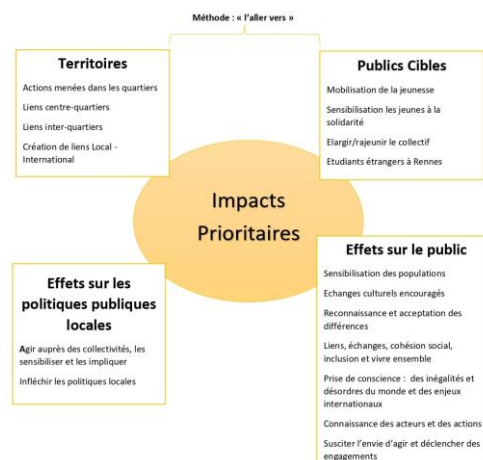 Méthode : « l'aller vers »
Territoires
Actions menées dans les quartiers
Liens centre-quartiers
Liens inter-quartiers
Création de liens Local -
International
Publics Cibles
Mobilisation de la jeunesse
Sensibilisation les jeunes à la
solidarité
Elargir/rajeunir le collectif
Etudiants étrangers à Rennes
Impacts
Prioritaires
Effets sur les
politiques publiques
locales
Agir auprès des collectivités, les
sensibiliser et les impliquer
Infléchir les politiques locales
Effets sur le public
Sensibilisation des populations
Echanges culturels encouragés
Reconnaissance et acceptation des
différences
Liens, échanges, cohésion social,
inclusion et vivre ensemble
Prise de conscience : des inégalités et
désordres du monde et des enjeux
internationaux
Connaissance des acteurs et des actions
Susciter l'envie d'agir et déclencher des
engagements